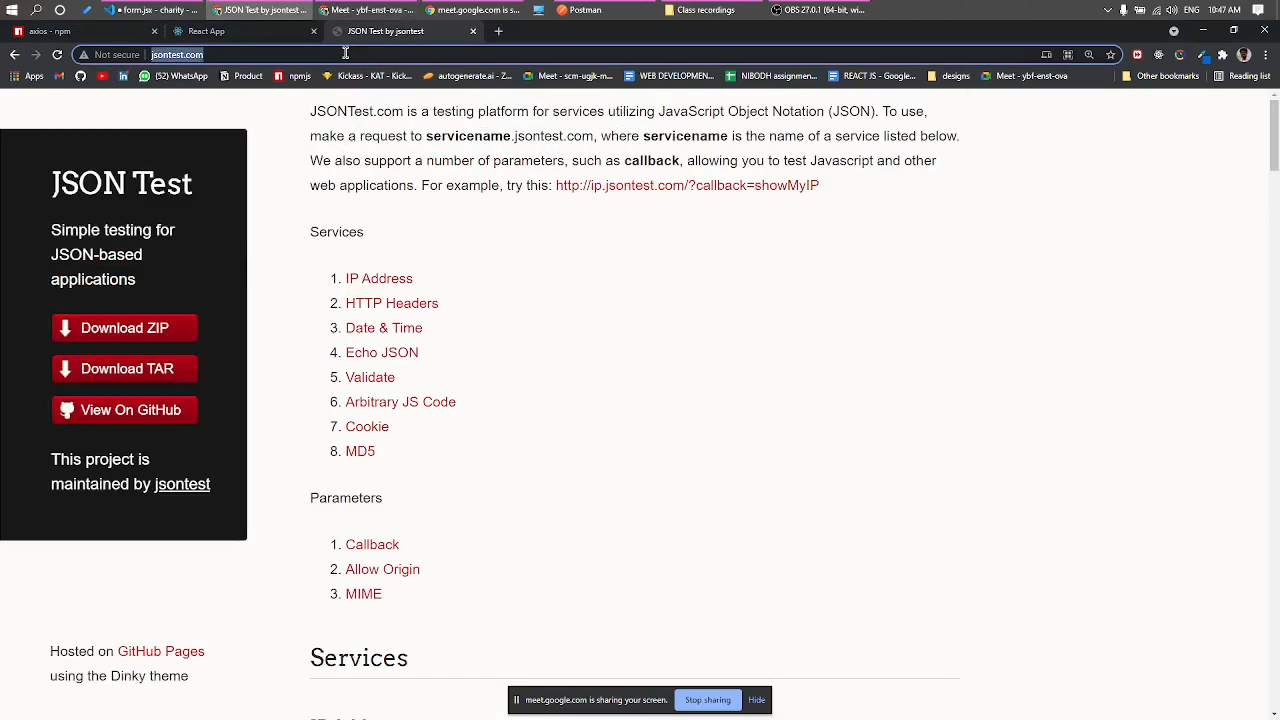 form.jsx - charity - ...
JSON Test by jsontest ...
Meet - ybf-enst-ova - ...
meet.google.com is s...
Postman
Class recordings
OBS 27.0.1 (64-bit, wi...
10:47 AM
axios - npm
React App
JSON Test by jsontest
Not secure
jsontest.com
Apps
(52) WhatsApp
Product
npmjs
Kickass - KAT - Kick...
autogenerate.ai - Z...
Meet - scm-ugjk-m...
WEB DEVELOPMEN...
NIBODH assignmen...
React JS - Google...
designs
Meet - ybf-enst-ova
Other bookmarks
Reading list
JSONTest.com is a testing platform for services utilizing JavaScript Object Notation (JSON). To use,
make a request to servicename.jsontest.com, where servicename is the name of a service listed below.
We also support a number of parameters, such as callback, allowing you to test Javascript and other
web applications. For example, try this: http://ip.jsontest.com/?callback=showMyIP
JSON Test
Simple testing for
JSON-based
applications
Download ZIP
Download TAR
View On GitHub
This project is
maintained by jsontest
Hosted on GitHub Pages
using the Dinky theme
Services
1. IP Address
2. HTTP Headers
3. Date & Time
4. Echo JSON
5. Validate
6. Arbitrary JS Code
7. Cookie
8. MD5
Parameters
1. Callback
2. Allow Origin
3. MIME
Services
meet.google.com is sharing your screen.
Stop sharing
Hide